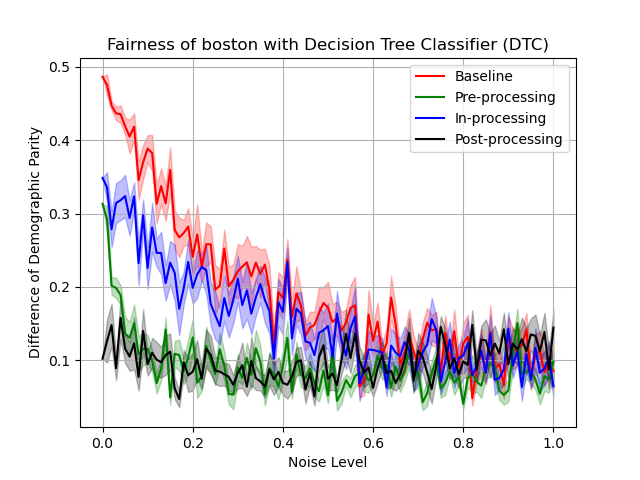 Fairness of boston with Decision Tree Classifier (DTC)
Difference of Demographic Parity
0.5
0.4
0.3
0.2
0.1
Baseline
Pre-processing
In-processing
Post-processing
0.0 0.2 0.4 0.6 0.8 1.0
Noise Level